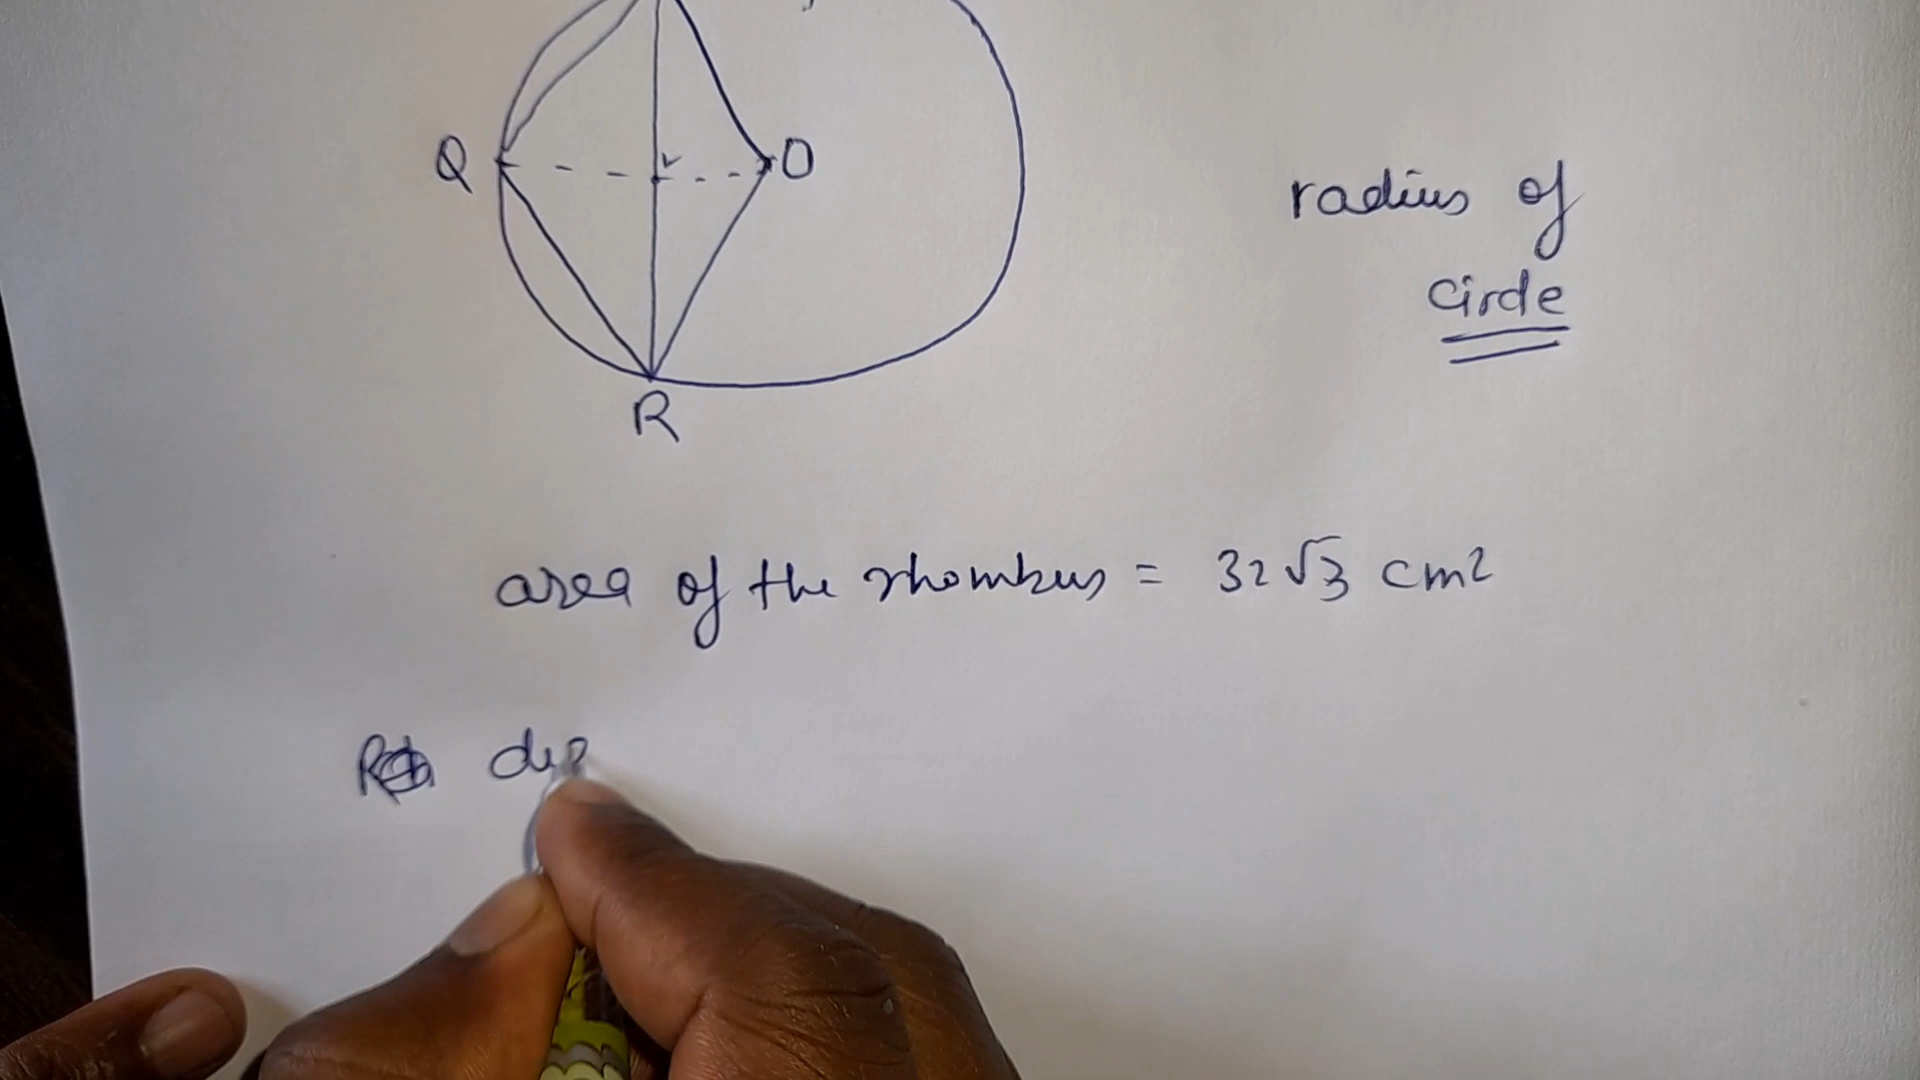 Q
O
radius of
circle
R
area of the rhombus = 32√3 cm2